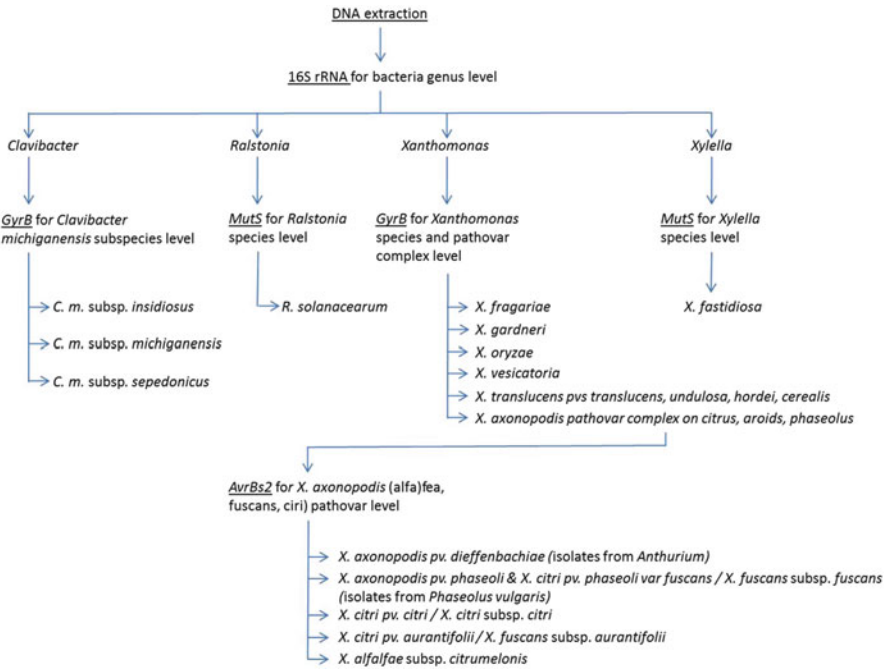 DNA extraction
16S rRNA for bacteria genus level
Clavibacter
Ralstonia
Xanthomonas
Xylella
GyrB for Clavibacter
michiganensis subspecies level
MutS for Ralstonia
species level
GyrB for Xanthomonas
species and pathovar
complex level
MutS for Xylella
species level
C. m. subsp. insidiosus
C. m. subsp. michiganensis
C. m. subsp. sepedonicus
R. solanacearum
X. fragariae
X. gardneri
X. oryzae
X. vesicatoria
X. translucens pvs translucens, undulosa, hordei, cerealis
X. axonopodis pathovar complex on citrus, aroids, phaseolus
X. fastidiosa
AvrBs2 for X. axonopodis (alfa)fea,
fuscans, ciri) pathovar level
X. axonopodis pv. dieffenbachiae (isolates from Anthurium)
X. axonopodis pv. phaseoli & X. citri pv. phaseoli var fuscans / X. fuscans subsp. fuscans
(isolates from Phaseolus vulgaris)
X. citri pv. citri / X. citri subsp. citri
X. citri pv. aurantifolii / X. fuscans subsp. aurantifolii
X. alfalfae subsp. citrumelonis